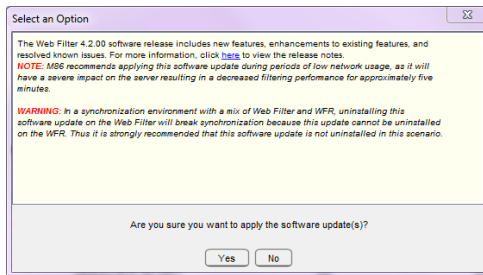 Select an Option
The Web Filter 4.2.00 software release includes new features, enhancements to existing features, and
resolved known issues. For more information, click here to view the release notes.
NOTE: M86 recommends applying this software update during periods of low network usage, as it will
have a severe impact on the server resulting in a decreased filtering performance for approximately five
minutes.
WARNING: In a synchronization environment with a mix of Web Filter and WFR, uninstalling this
software update on the Web Filter will break synchronization because this update cannot be uninstalled
on the WFR. Thus it is strongly recommended that this software update is not uninstalled in this scenario.
Are you sure you want to apply the software update(s)?
Yes No